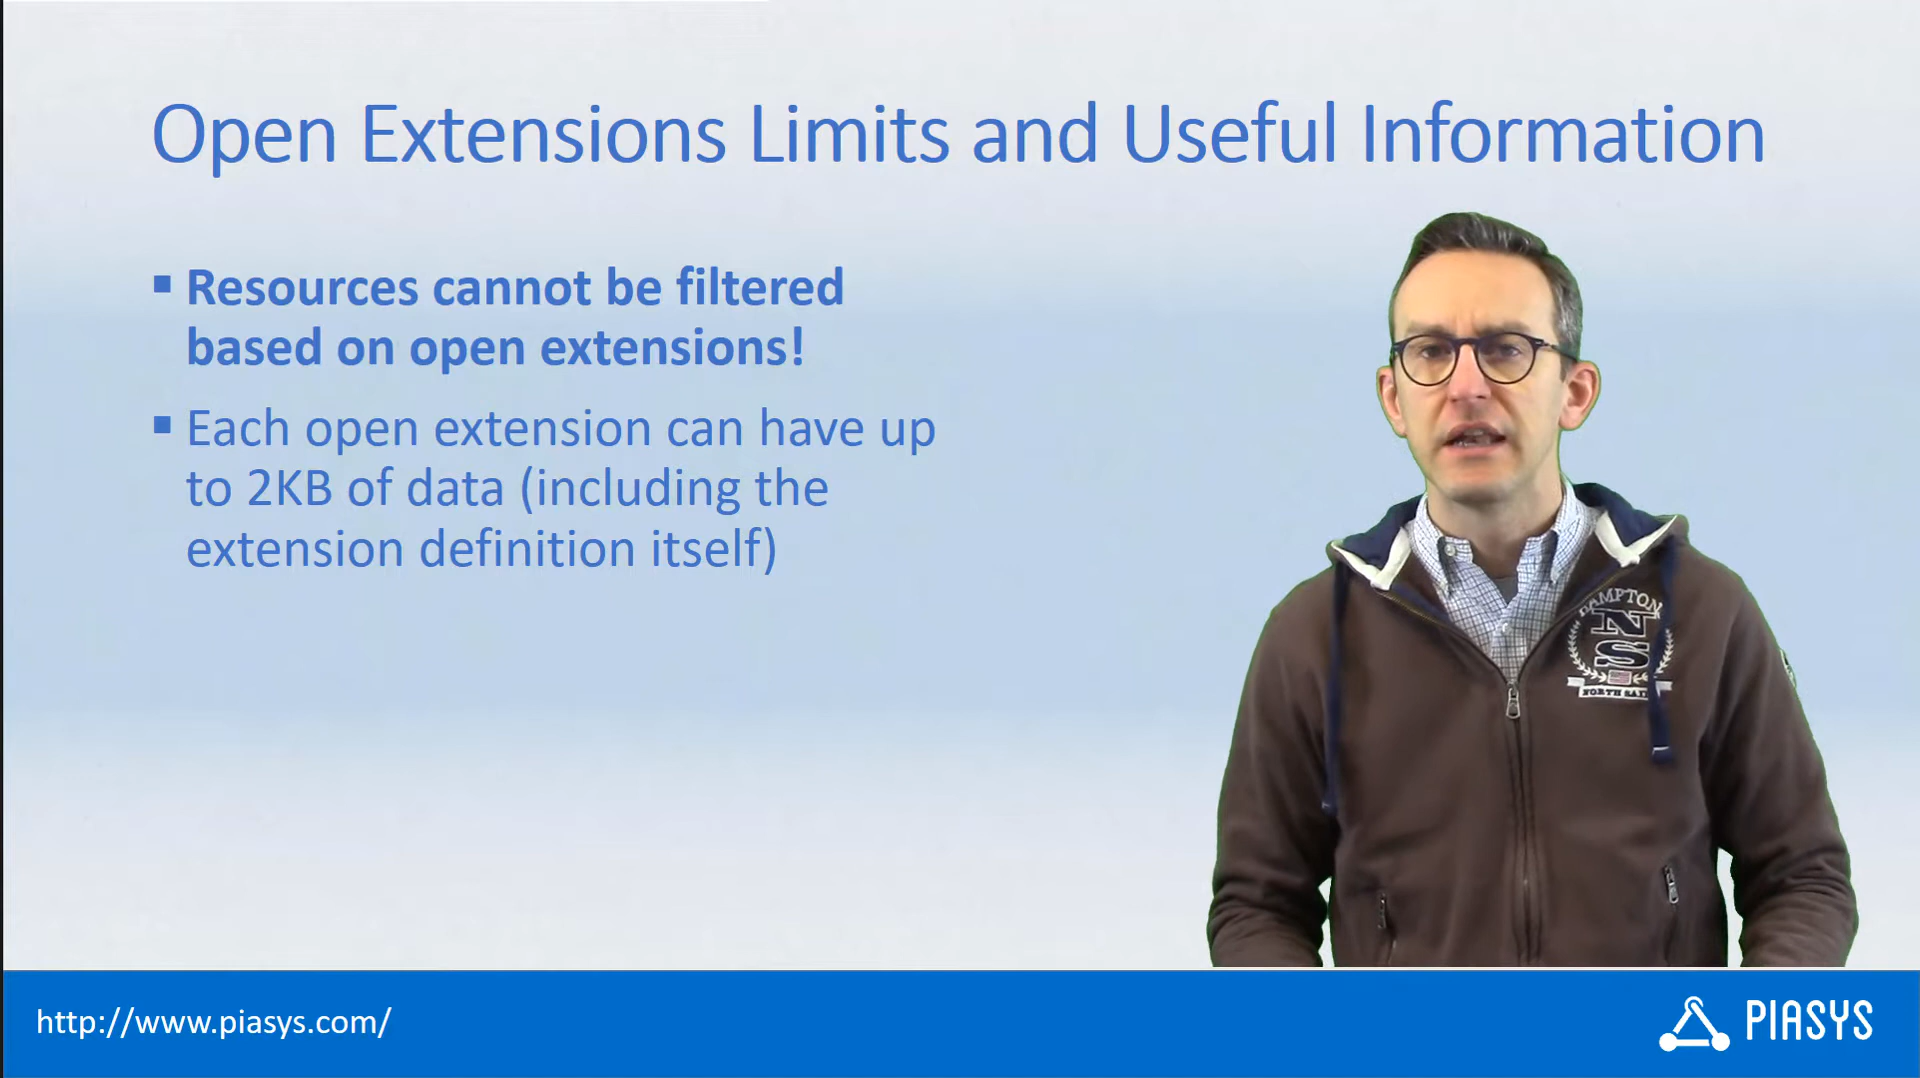 Open Extensions Limits and Useful Information
▪ Resources cannot be filtered
based on open extensions!
▪ Each open extension can have up
to 2KB of data (including the
extension definition itself)
NS
http://www.piasys.com/
PIASYS